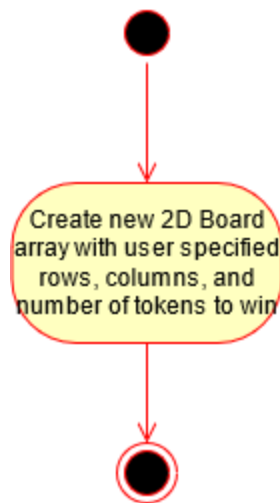 Create new 2D Board
array with user specified
rows, columns, and
number of tokens to win